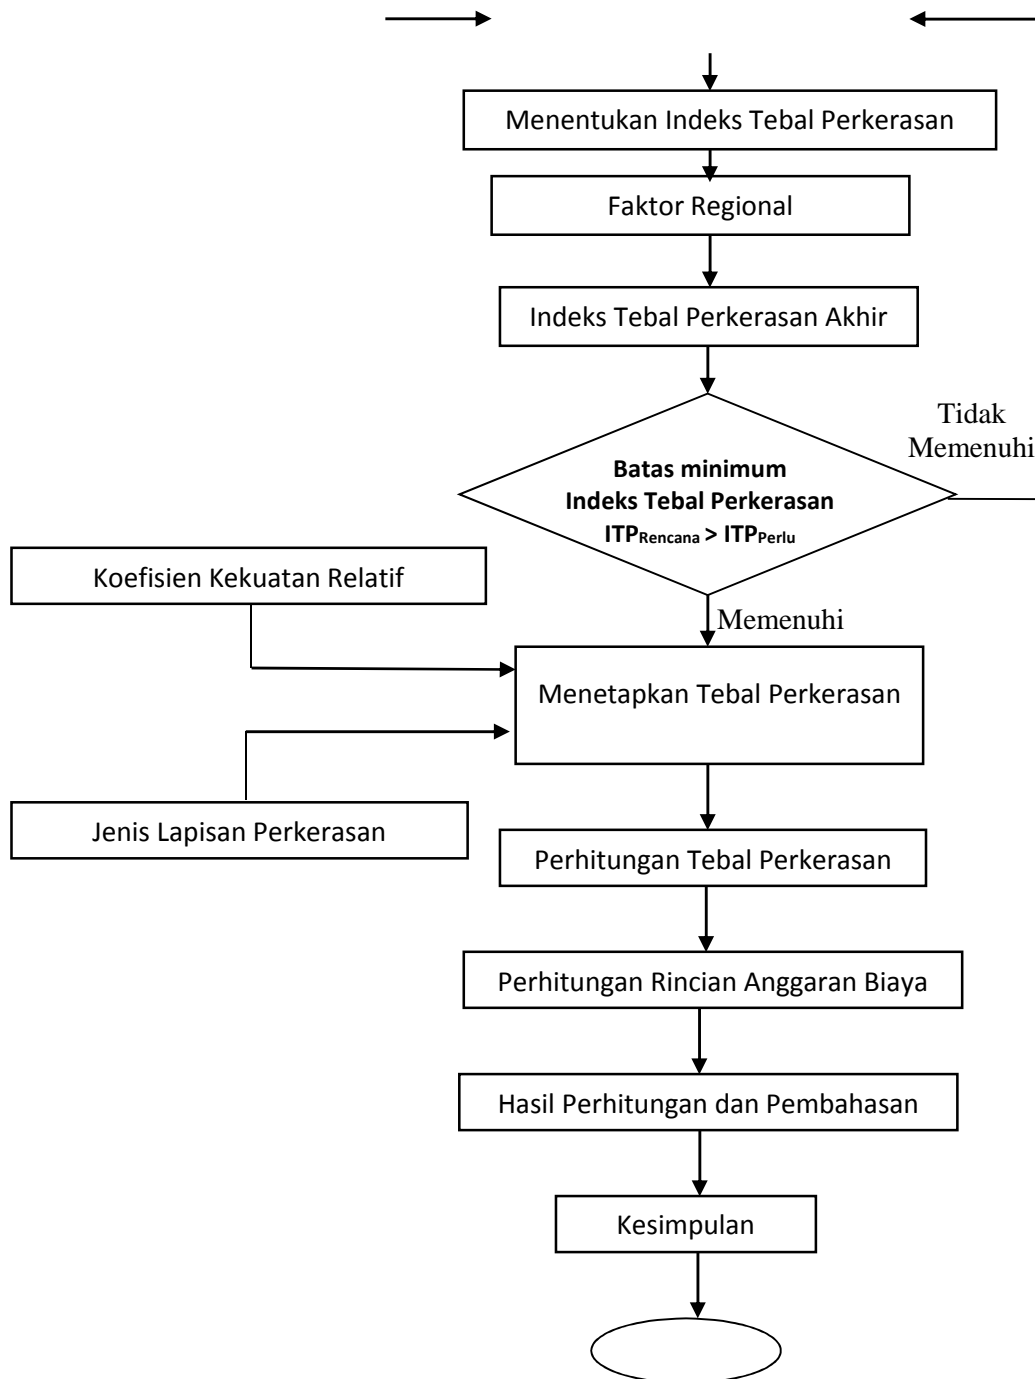 Menentukan Indeks Tebal Perkerasan
Faktor Regional
Indeks Tebal Perkerasan Akhir
Tidak
Memenuhi
Batas minimum
Indeks Tebal Perkerasan
ITPRencana > ITPPerlu
Koefisien Kekuatan Relatif
Memenuhi
Menetapkan Tebal Perkerasan
Jenis Lapisan Perkerasan
Perhitungan Tebal Perkerasan
Perhitungan Rincian Anggaran Biaya
Hasil Perhitungan dan Pembahasan
Kesimpulan